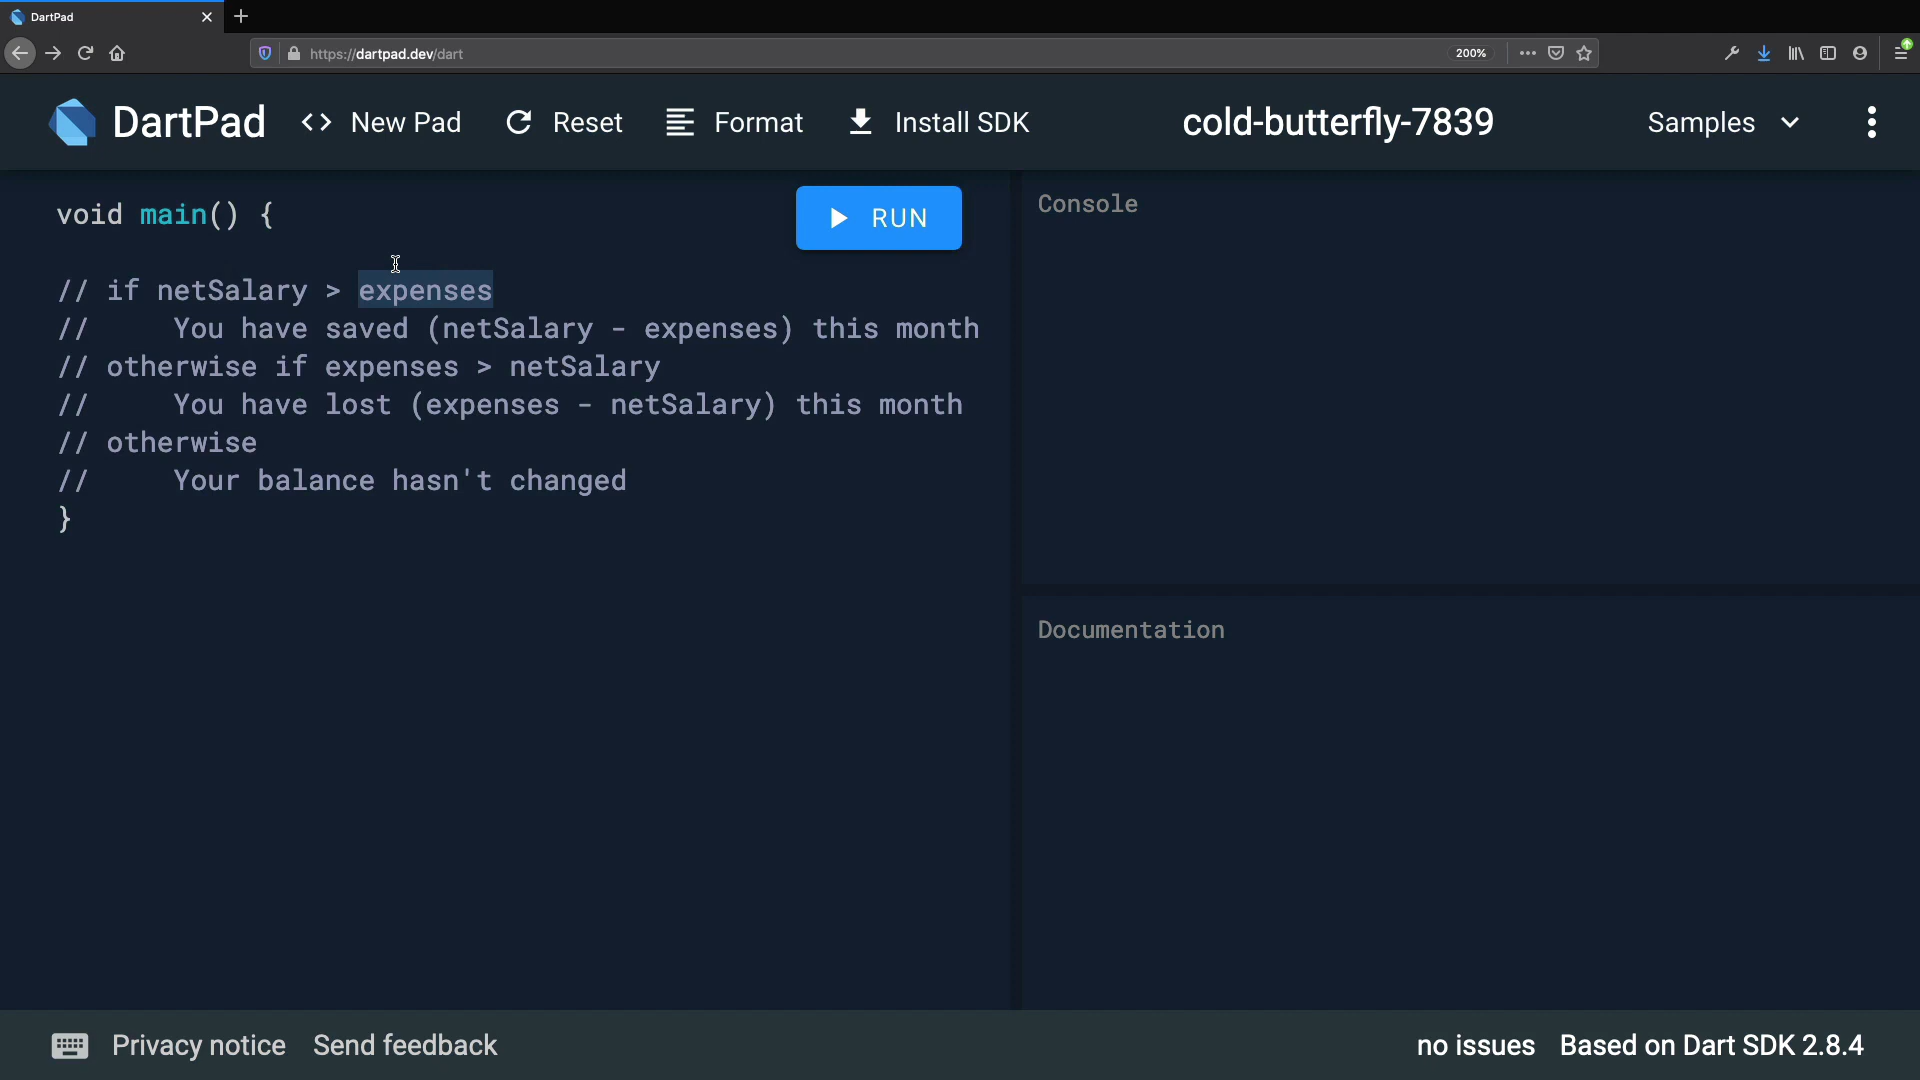 DartPad
https://dartpad.dev/dart
200%
DartPad
New Pad
Reset
Format
Install SDK
cold-butterfly-7839
Samples
void main() {
RUN
// if netSalary > expenses
//     You have saved (netSalary - expenses) this month
// otherwise if expenses > netSalary
//     You have lost (expenses - netSalary) this month
// otherwise
//     Your balance hasn't changed
}
Console
Documentation
Privacy notice
Send feedback
no issues
Based on Dart SDK 2.8.4